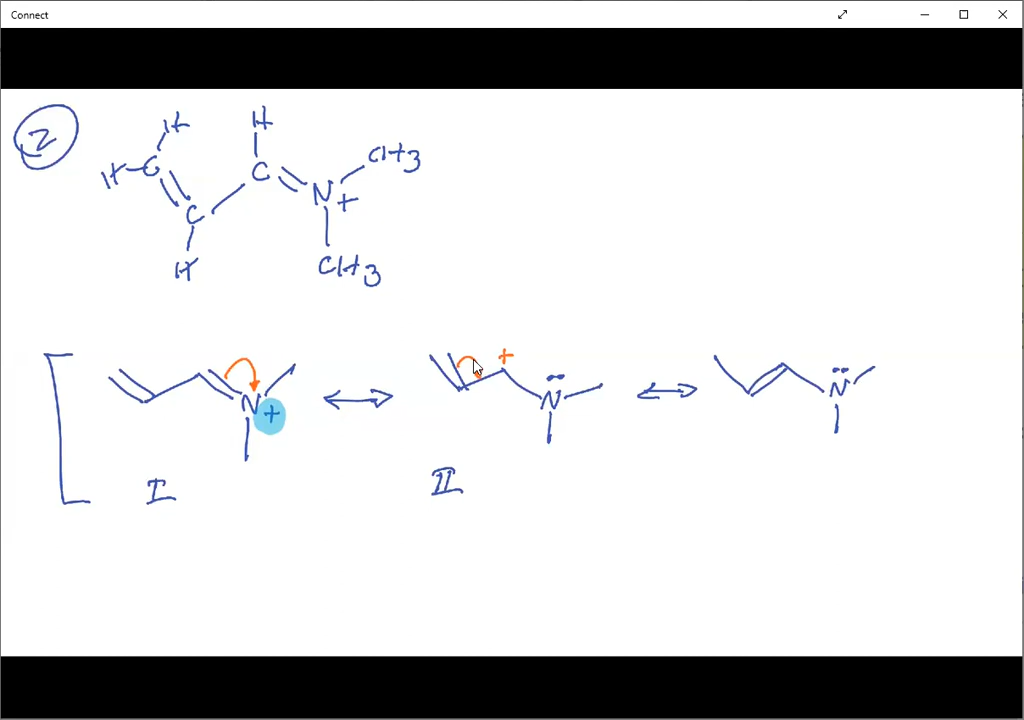 Connect
2
H H
H-C C CH3
N+
C
H CH3
+
N+ N N
I II